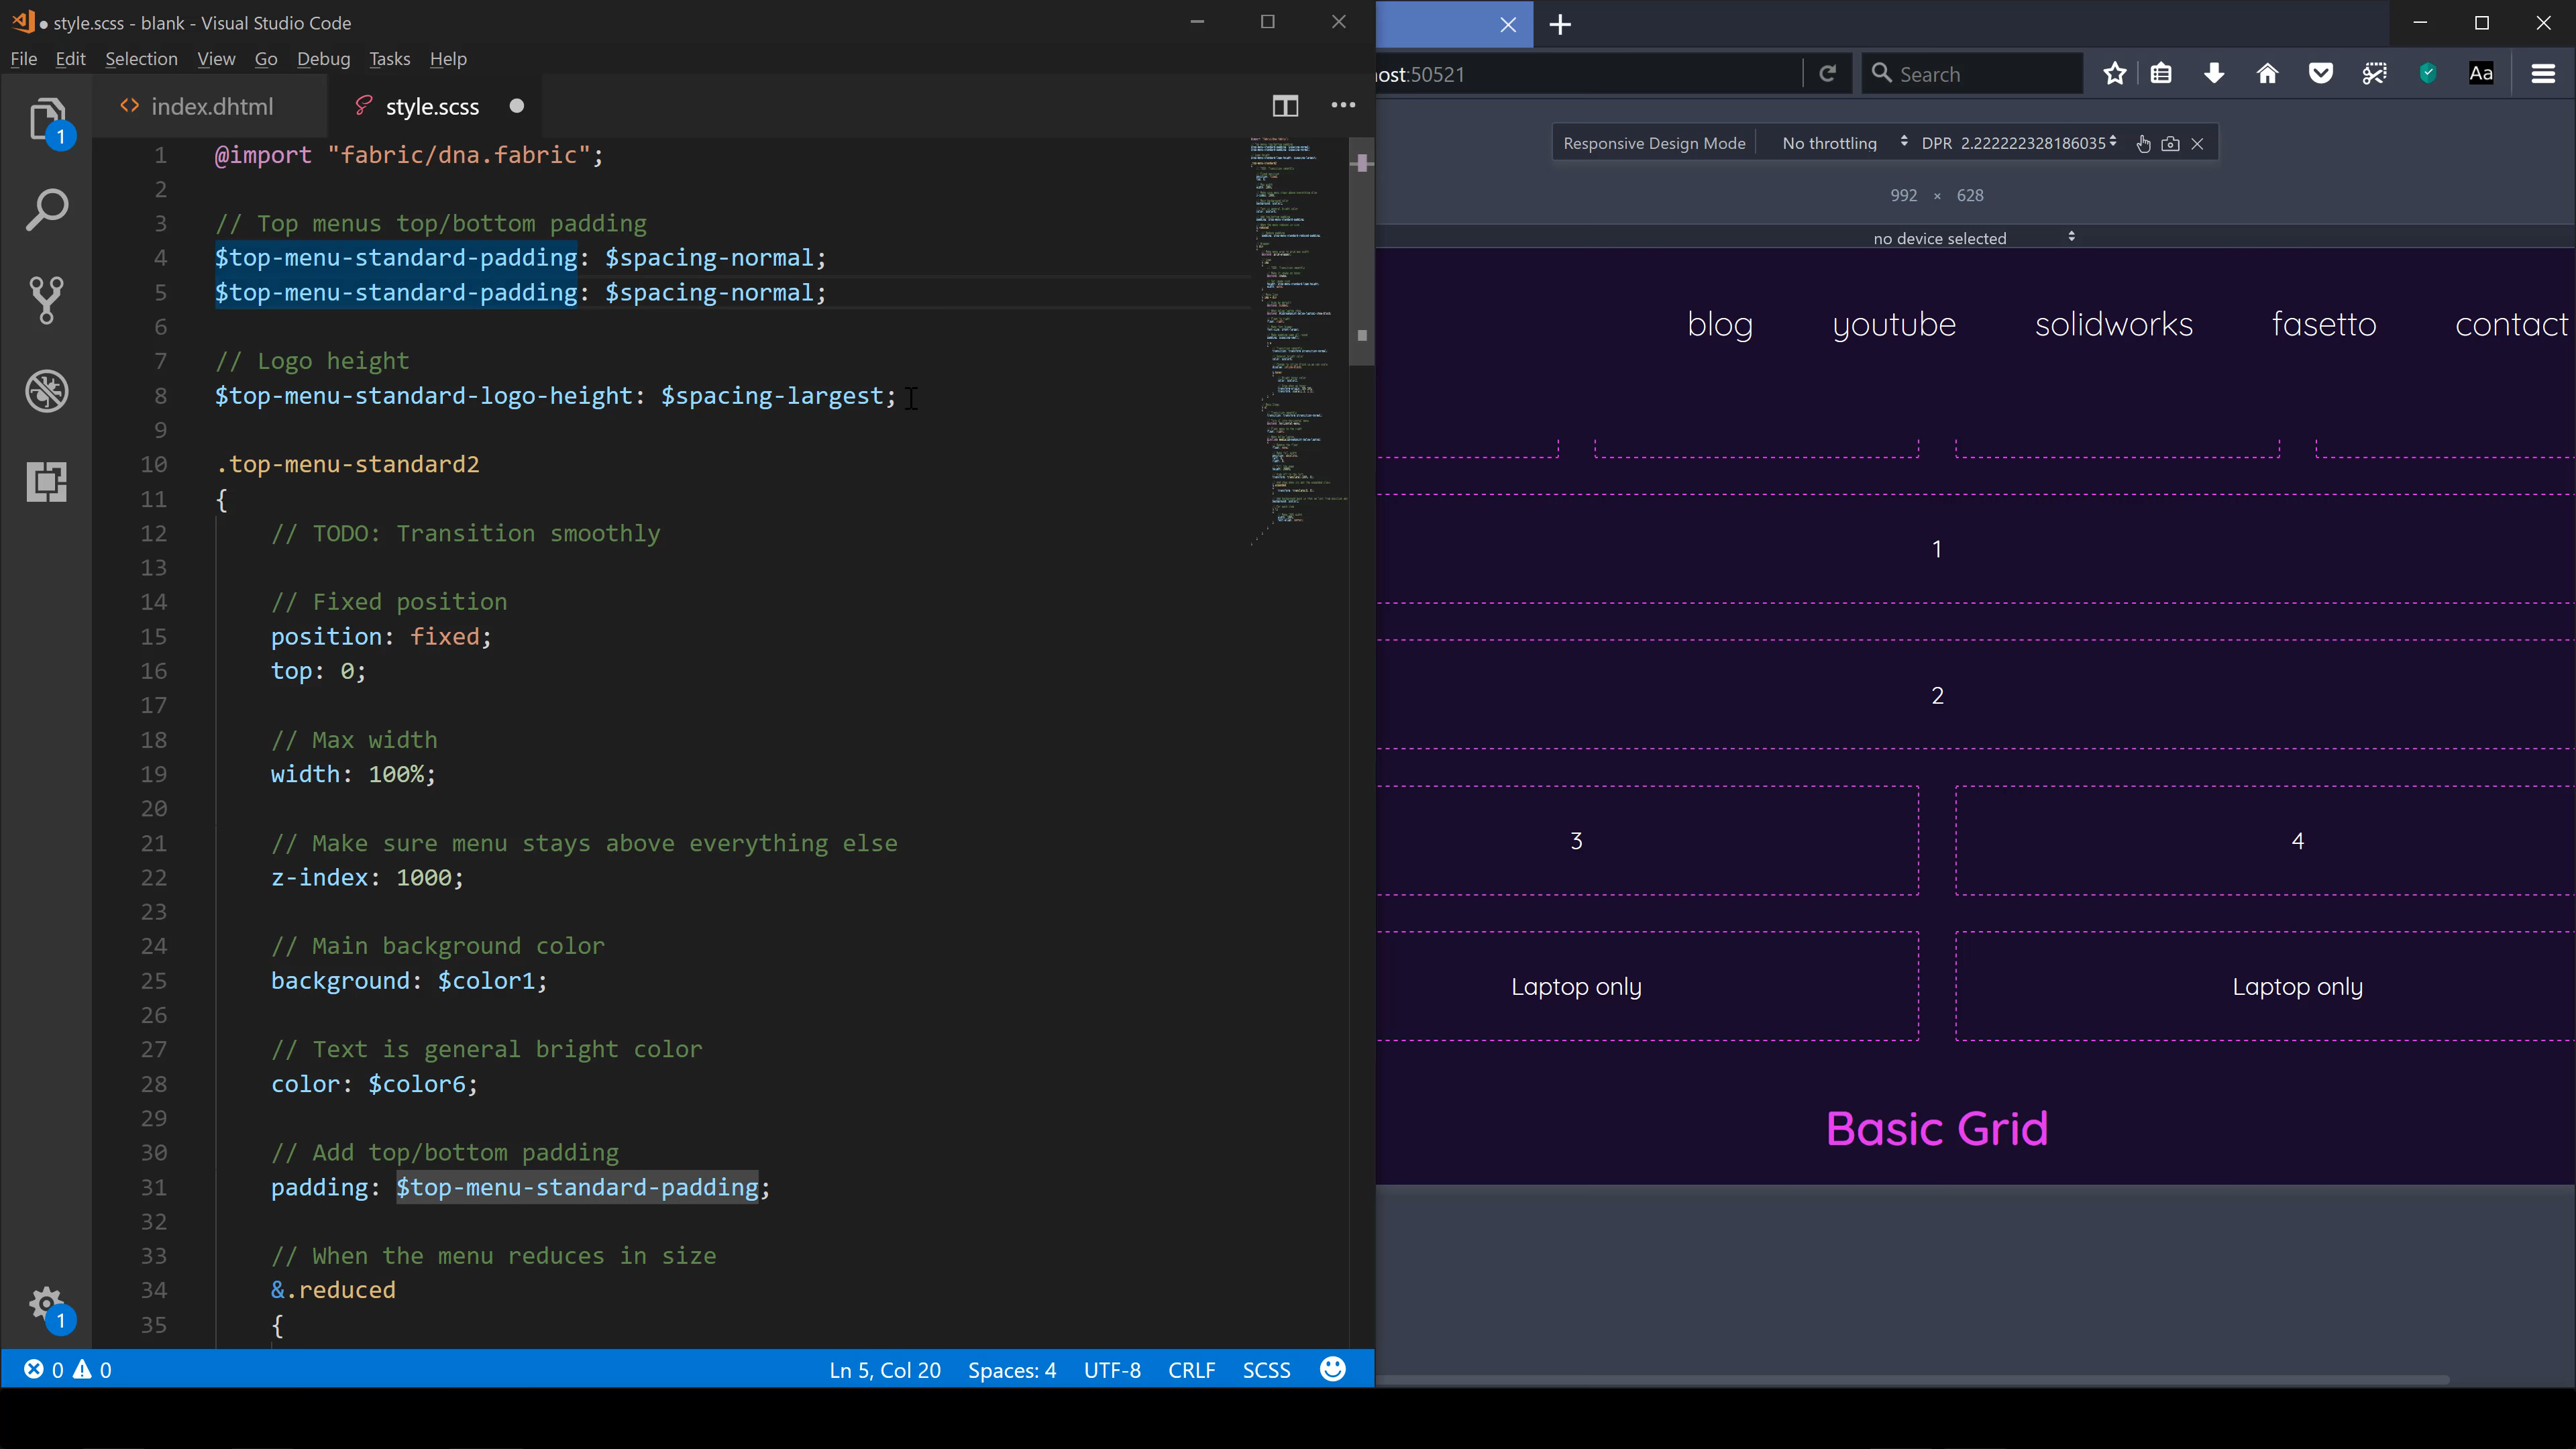 style.scss - blank - Visual Studio Code
File Edit Selection View Go Debug Tasks Help
index.dhtml
style.scss
1 @import "fabric/dna.fabric";
2
3 // Top menus top/bottom padding
4 $top-menu-standard-padding: $spacing-normal;
5 $top-menu-standard-padding: $spacing-normal;
6
7 // Logo height
8 $top-menu-standard-logo-height: $spacing-largest;
9
10 .top-menu-standard2
11 {
12 // TODO: Transition smoothly
13
14 // Fixed position
15 position: fixed;
16 top: 0;
17
18 // Max width
19 width: 100%;
20
21 // Make sure menu stays above everything else
22 z-index: 1000;
23
24 // Main background color
25 background: $color1;
26
27 // Text is general bright color
28 color: $color6;
29
30 // Add top/bottom padding
31 padding: $top-menu-standard-padding;
32
33 // When the menu reduces in size
34 &.reduced
35 {
1
1
0 0
Ln 5, Col 20 Spaces: 4 UTF-8 CRLF SCSS
ost:50521
Search
Aa
Responsive Design Mode No throttling DPR 2.222222328186035
992 × 628
no device selected
blog youtube solidworks fasetto contact
1
2
3 4
Laptop only Laptop only
Basic Grid